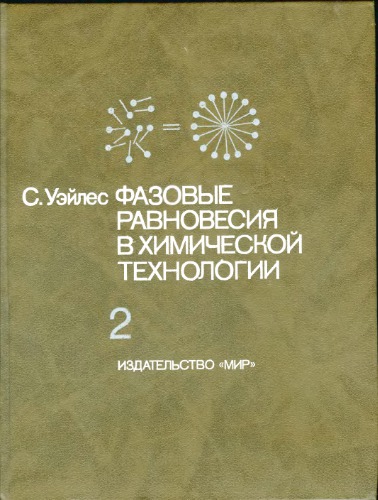 С. Уэйлес ФАЗОВЫЕ
РАВНОВЕСИЯ
В ХИМИЧЕСКОЙ
ТЕХНОЛОГИИ
2
ИЗДАТЕЛЬСТВО «МИР»